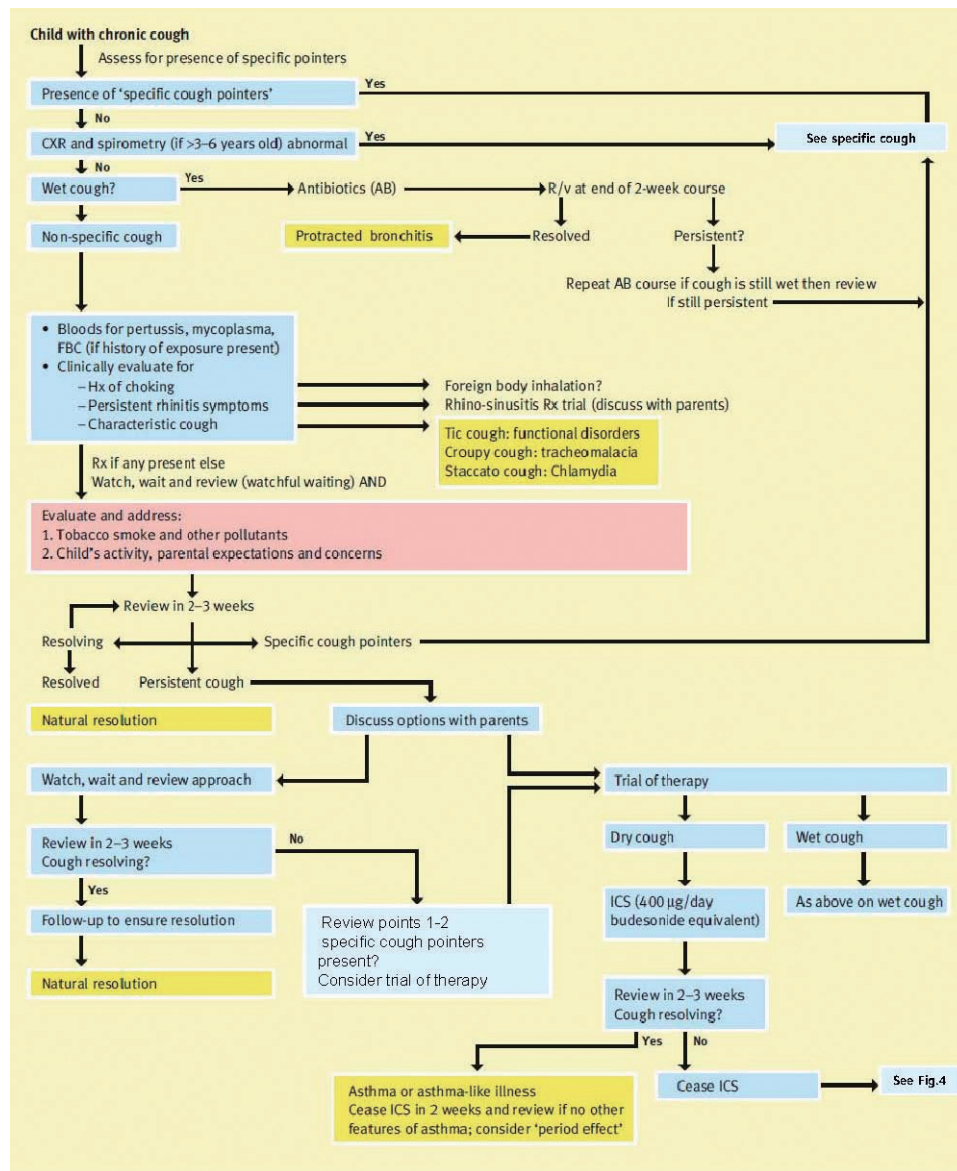 Child with chronic cough
Assess for presence of specific pointers
Presence of ‘specific cough pointers’
Yes
No
CXR and spirometry (if >3–6 years old) abnormal
Yes
See specific cough
No
Wet cough?
Yes
Antibiotics (AB)
R/v at end of 2-week course
Non-specific cough
Protracted bronchitis
Resolved
Persistent?
Repeat AB course if cough is still wet then review
If still persistent
• Bloods for pertussis, mycoplasma,
FBC (if history of exposure present)
• Clinically evaluate for
– Hx of choking
– Persistent rhinitis symptoms
– Characteristic cough
Foreign body inhalation?
Rhino-sinusitis Rx trial (discuss with parents)
Tic cough: functional disorders
Croupy cough: tracheomalacia
Staccato cough: Chlamydia
Rx if any present else
Watch, wait and review (watchful waiting) AND
Evaluate and address:
1. Tobacco smoke and other pollutants
2. Child’s activity, parental expectations and concerns
Review in 2–3 weeks
Resolving
Specific cough pointers
Resolved
Persistent cough
Natural resolution
Discuss options with parents
Watch, wait and review approach
Trial of therapy
Review in 2–3 weeks
Cough resolving?
No
Dry cough
Wet cough
Yes
Follow-up to ensure resolution
Review points 1-2
specific cough pointers
present?
Consider trial of therapy
ICS (400 µg/day
budesonide equivalent)
As above on wet cough
Natural resolution
Review in 2–3 weeks
Cough resolving?
Yes
No
Asthma or asthma-like illness
Cease ICS in 2 weeks and review if no other
features of asthma; consider ‘period effect’
Cease ICS
See Fig.4